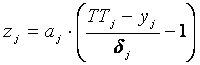 z_j = a_j · ( (TT_j − y_j) / δ_j − 1 )